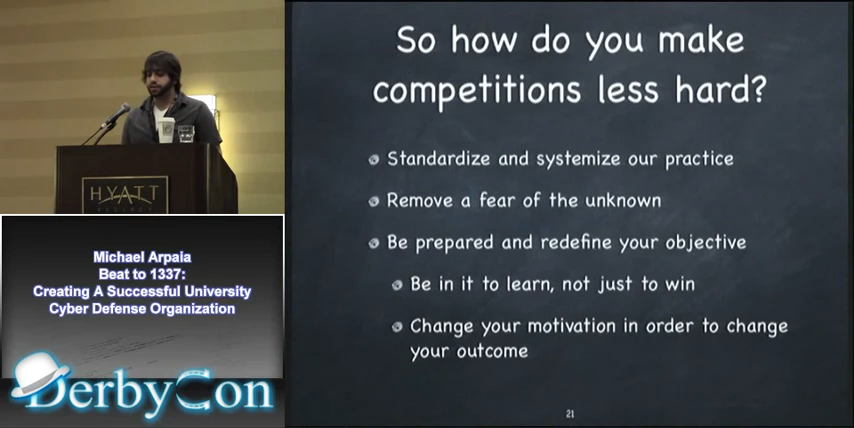 HYATT
Michael Arpaia
Beat to 1337:
Creating A Successful University
Cyber Defense Organization
DerbyCon
So how do you make
competitions less hard?
Standardize and systemize our practice
Remove a fear of the unknown
Be prepared and redefine your objective
Be in it to learn, not just to win
Change your motivation in order to change
your outcome
21